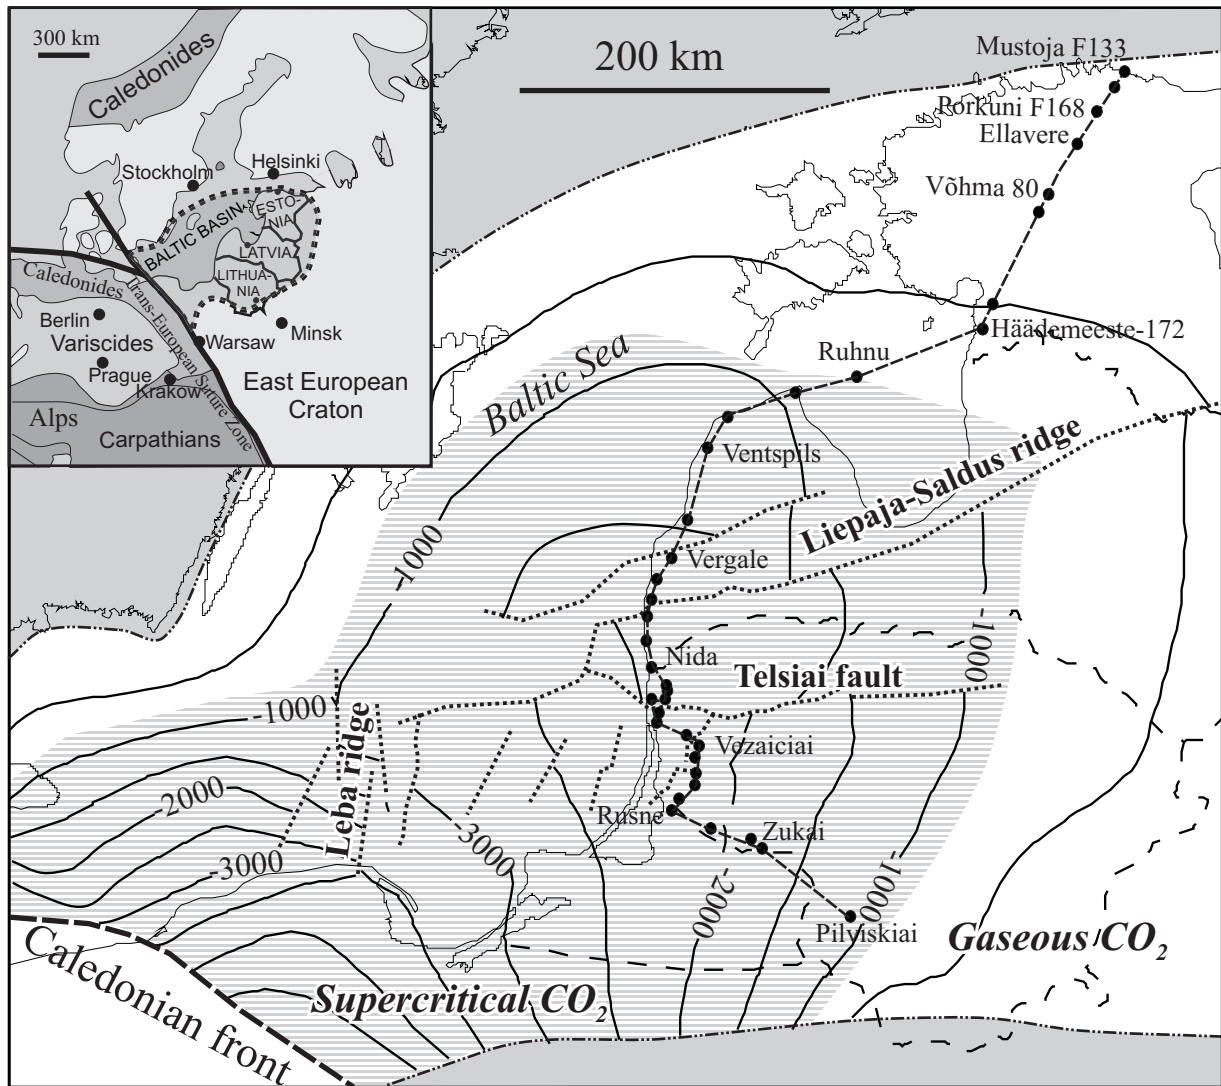 300 km
Caledonides
Stockholm
Helsinki
BALTIC BASIN
ESTO-
NIA
LATVIA
LITHUA-
NIA
Caledonides
Trans-European Suture Zone
Berlin
Variscides
Prague
Krakow
Warsaw
Minsk
East European
Craton
Alps
Carpathians
200 km
Mustoja F133
Porkuni F168
Ellavere
Võhma 80
Häädemeeste-172
Ruhnu
Baltic Sea
Ventspils
Liepaja-Saldus ridge
-1000
Vergale
-1000
Nida
Telsiai fault
-1000
Leba ridge
Vezaiciai
-2000
Rusne
Zukai
-3000
-3000
-2000
-1000
Pilviskiai
Gaseous CO₂
Supercritical CO₂
Caledonian front